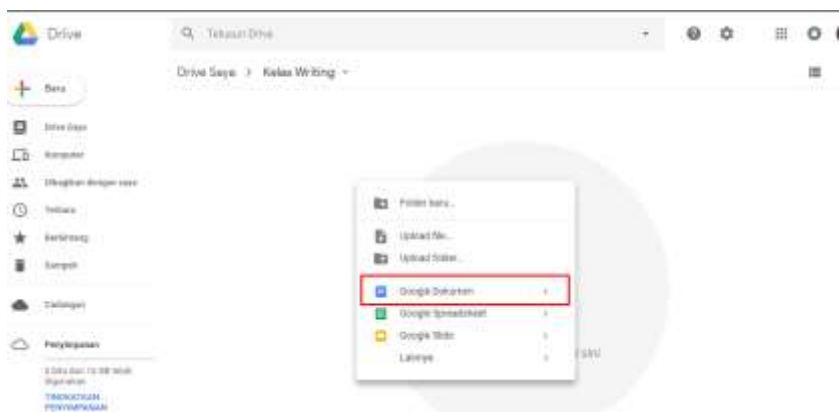 Drive
Telusuri Drive
Drive Saya > Kelas Writing
Baru
Drive Saya
Komputer
Dibagikan dengan saya
Terbaru
Berbintang
Sampah
Cadangan
Penyimpanan
TINGKATKAN
PENYIMPANAN
Folder baru...
Upload file...
Upload folder...
Google Dokumen
Google Spreadsheet
Google Slide
Lainnya
sini